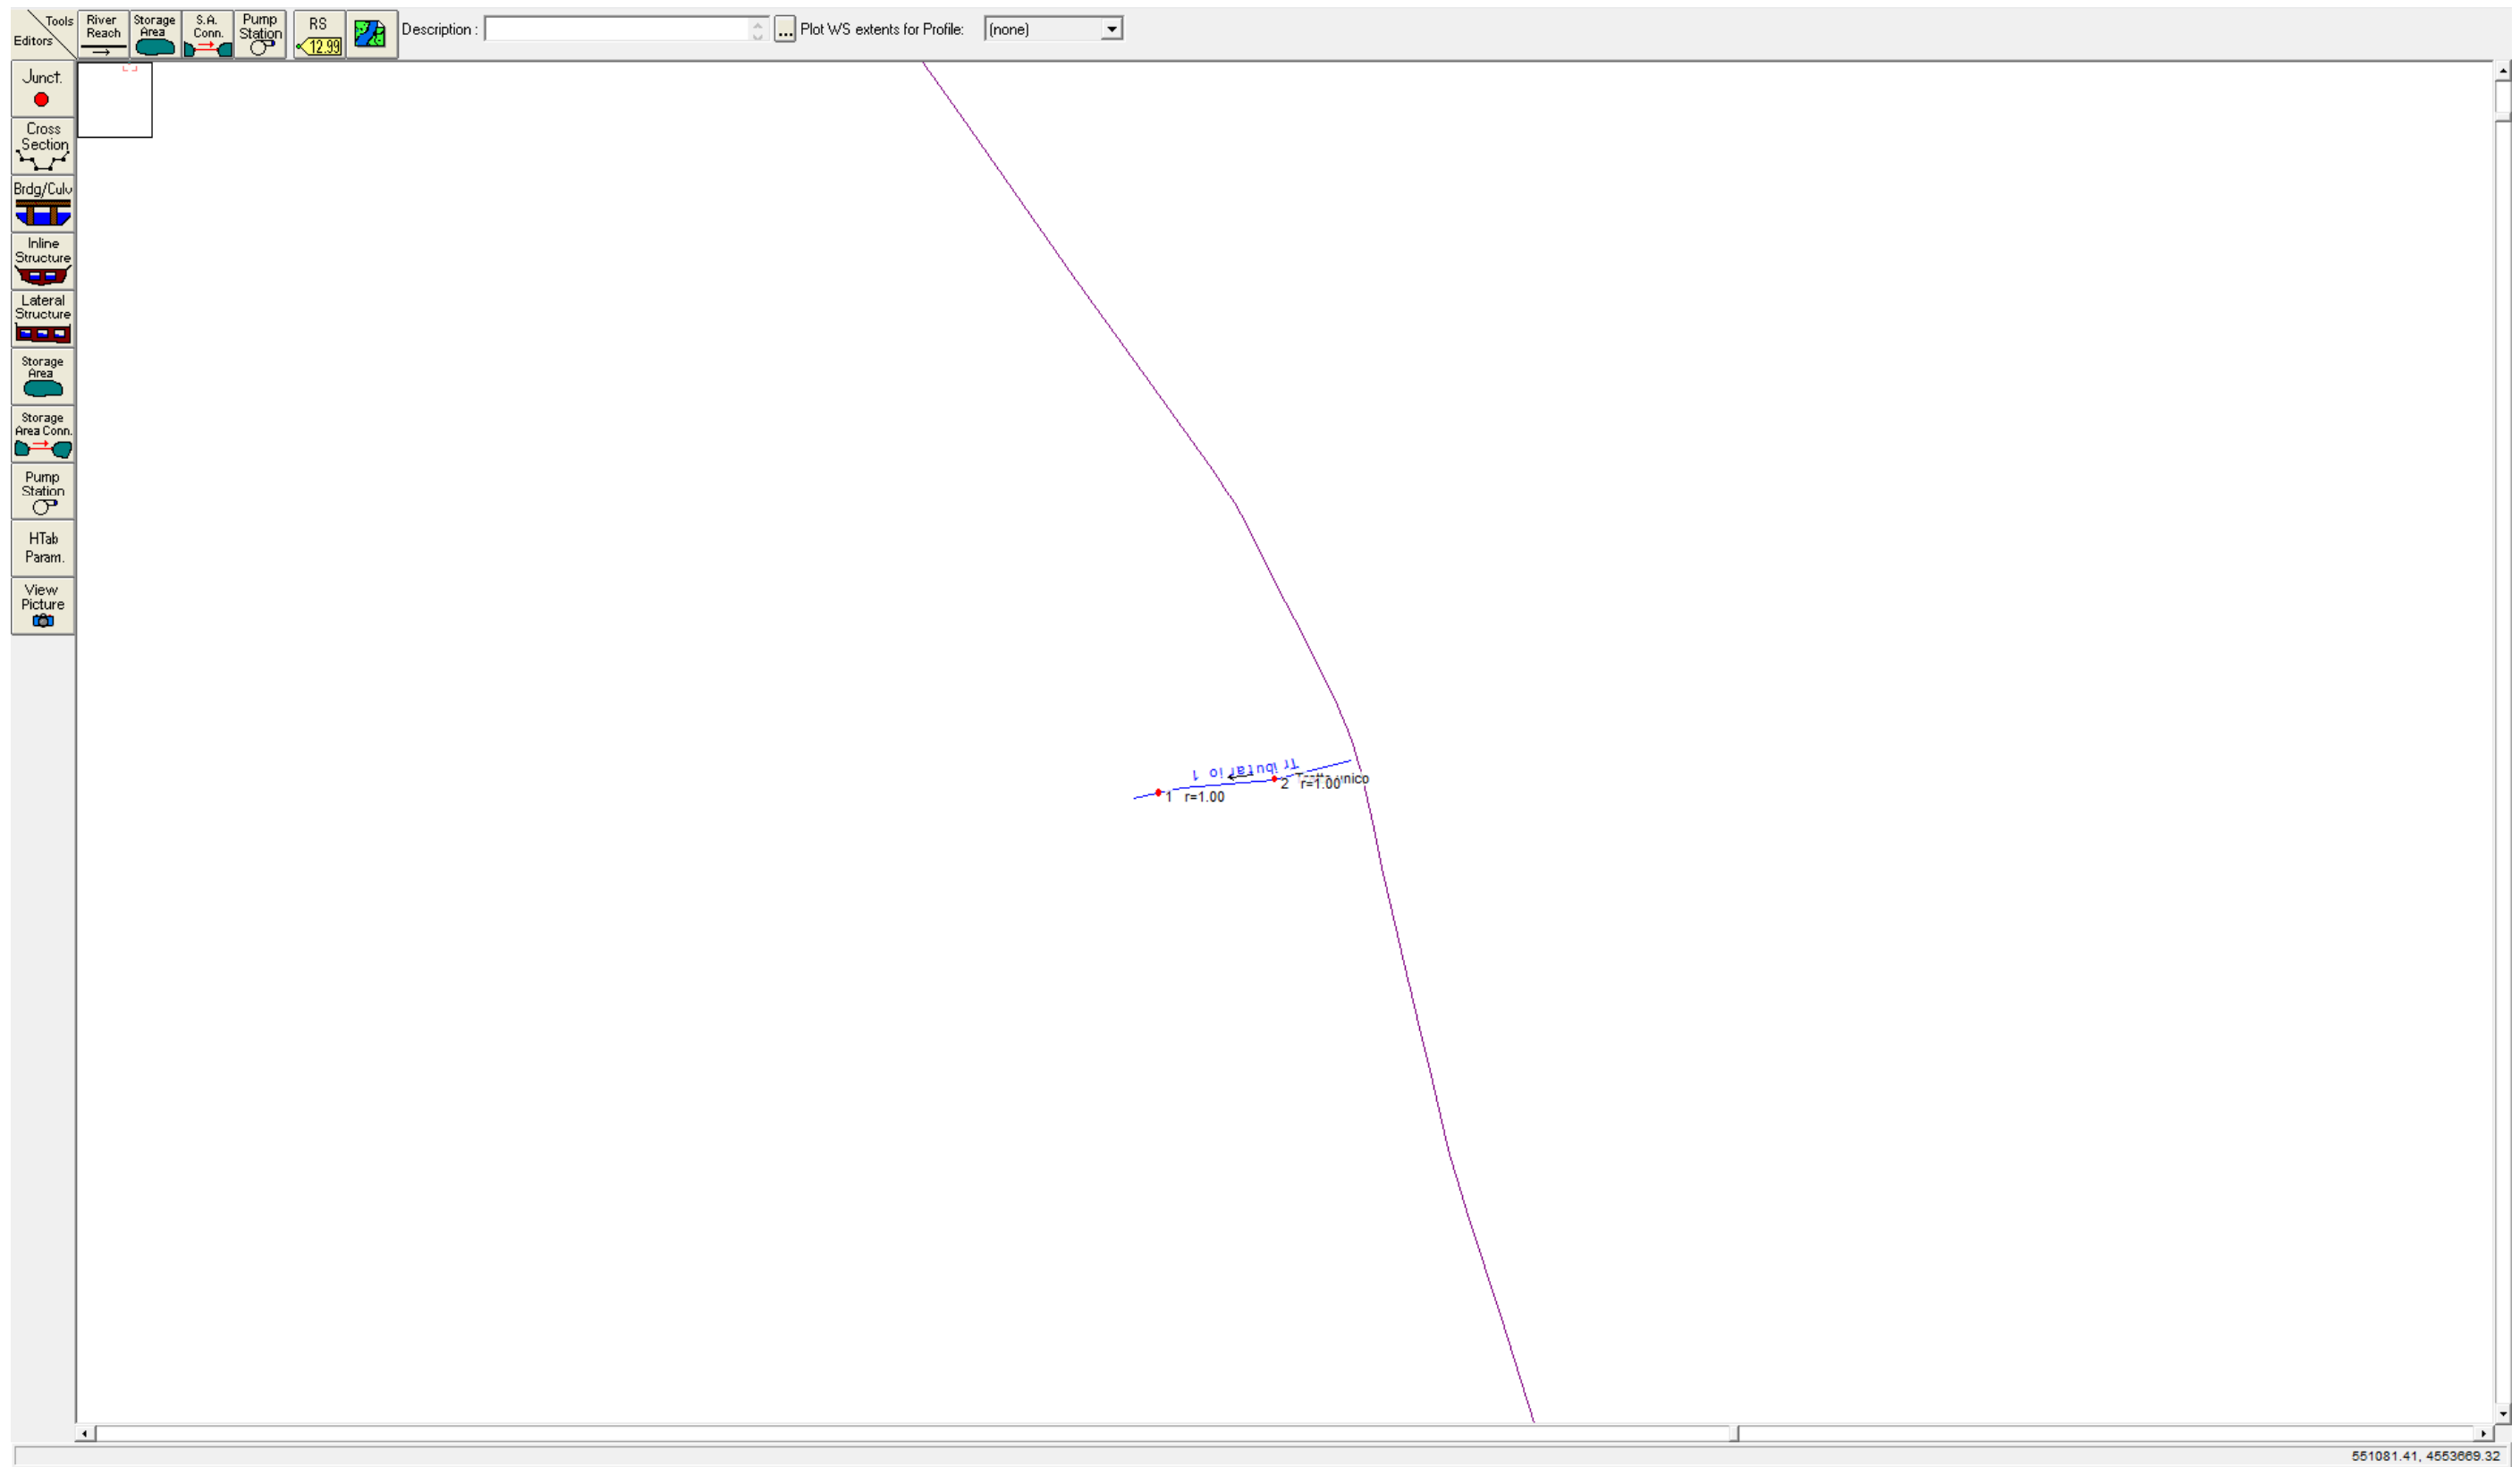 Tools
Editors
River
Reach
Storage
Area
S.A.
Conn.
Pump
Station
RS
12.99
Description :
...
Plot WS extents for Profile:
(none)
Junct.
Cross
Section
Brdg/Culv
Inline
Structure
Lateral
Structure
Storage
Area
Storage
Area Conn.
Pump
Station
HTab
Param.
View
Picture
Tributario 1
1 r=1.00
2 r=1.00
551081.41, 4553669.32